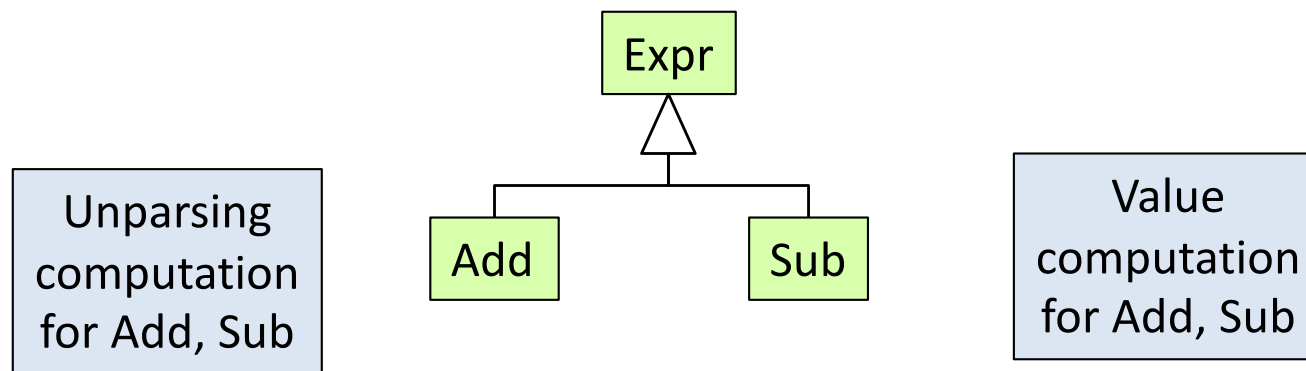 Expr
Unparsing
computation
for Add, Sub
Add
Sub
Value
computation
for Add, Sub